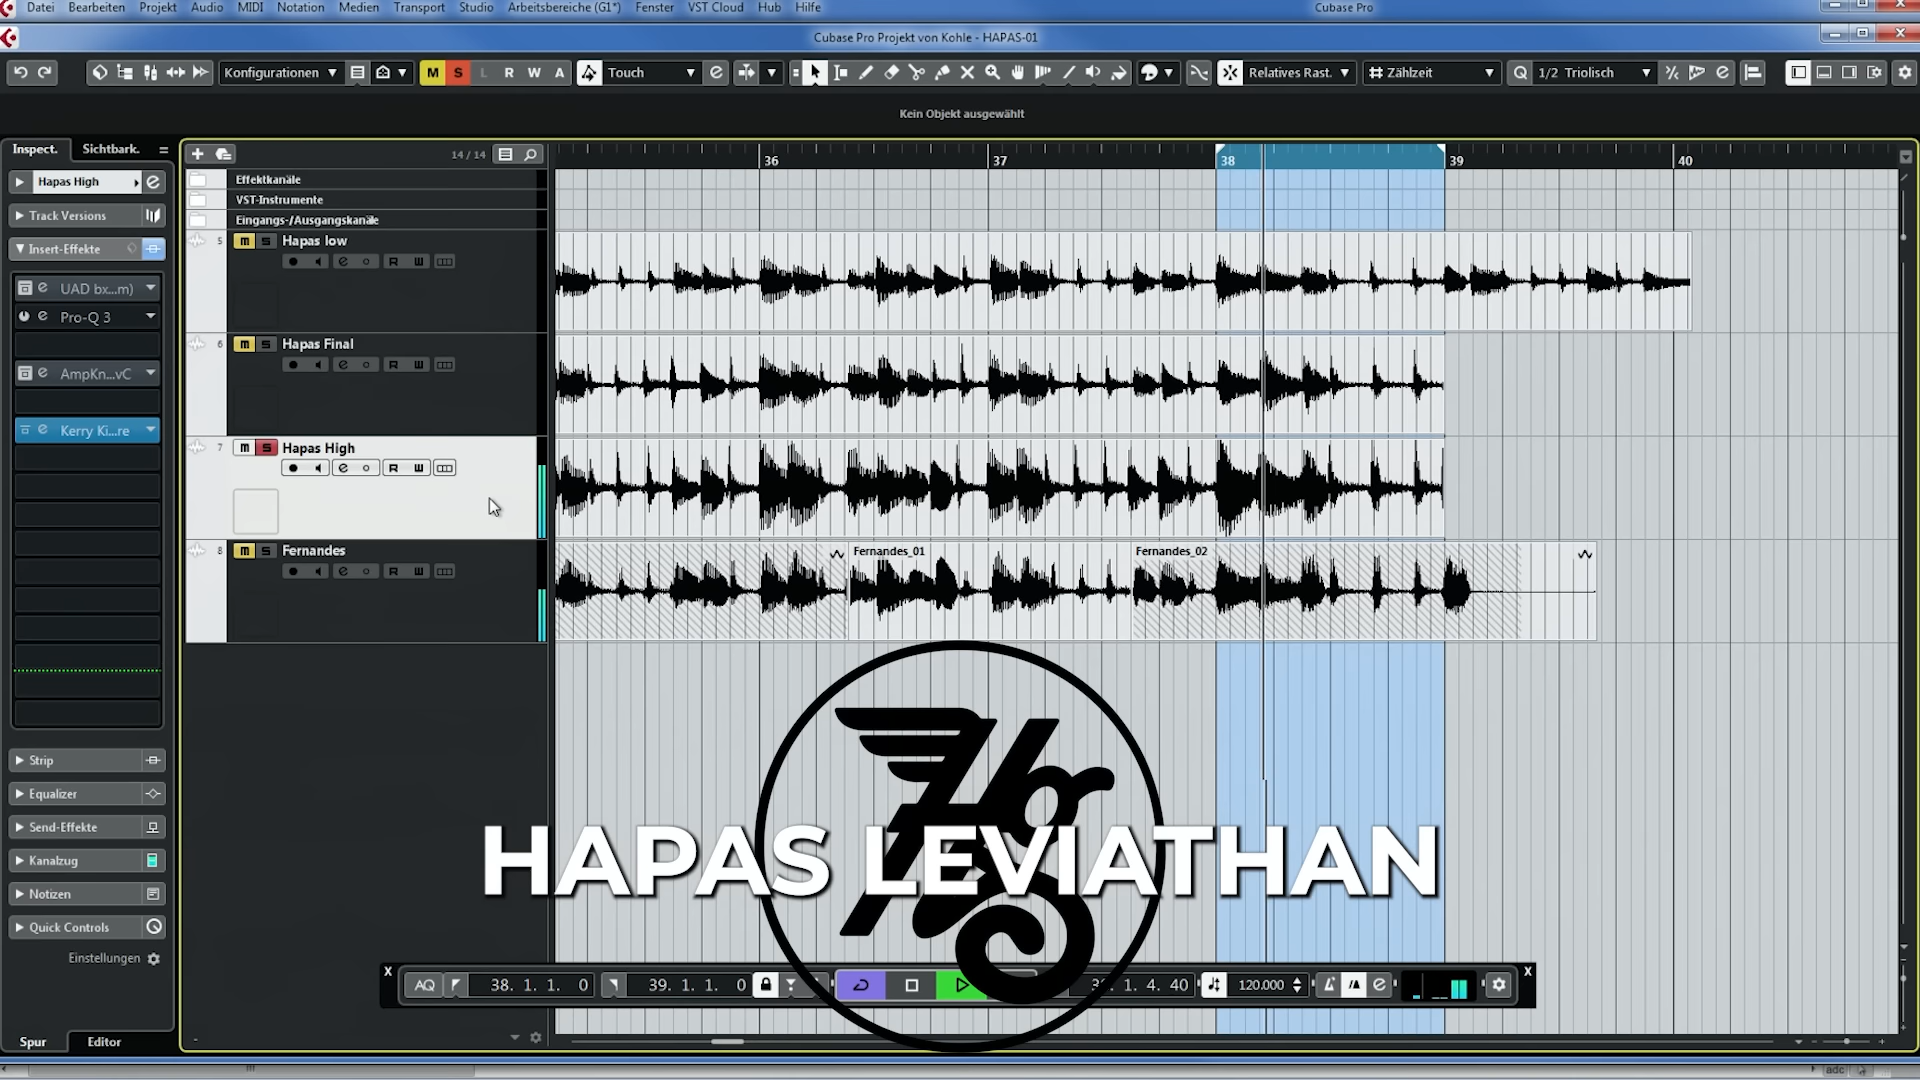 Datei Bearbeiten Projekt Audio MIDI Notation Medien Transport Studio Arbeitsbereiche (G1*) Fenster VST Cloud Hub Hilfe Cubase Pro
Cubase Pro Projekt von Kohle - HAPAS-01
Konfigurationen M S L R W A Touch Relatives Rast. Zählzeit Q 1/2 Triolisch
Kein Objekt ausgewählt
Inspect. Sichtbark. 14 / 14 36 37 38 39 40
Hapas High
Track Versions
Insert-Effekte
UAD bx...m)
Pro-Q 3
AmpKn...vC
Kerry Ki...re
Strip
Equalizer
Send-Effekte
Kanalzug
Notizen
Quick Controls
Einstellungen
Spur Editor
Effektkanäle
VST-Instrumente
Eingangs-/Ausgangskanäle
5 m S Hapas low
e R W
6 m S Hapas Final
e R W
7 m S Hapas High
e R W
8 m S Fernandes
e R W
Fernandes_01 Fernandes_02
HAPAS LEVIATHAN
X AQ 38. 1. 1. 0 39. 1. 1. 0 1. 4. 40 120.000 X
adc